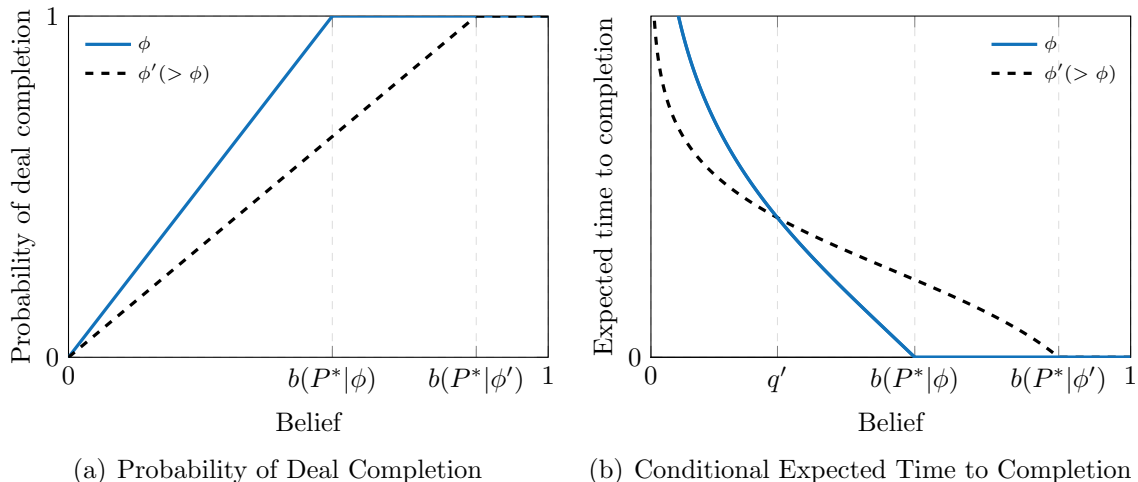 Probability of deal completion
1
0
ϕ
ϕ′(> ϕ)
0
b(P*|ϕ)
b(P*|ϕ′)
1
Belief
(a) Probability of Deal Completion
Expected time to completion
0
ϕ
ϕ′(> ϕ)
0
q′
b(P*|ϕ)
b(P*|ϕ′)
1
Belief
(b) Conditional Expected Time to Completion